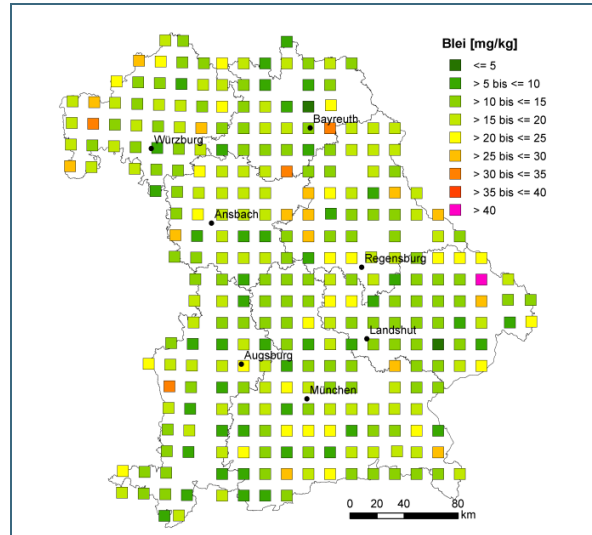 Blei [mg/kg]
<= 5
> 5 bis <= 10
> 10 bis <= 15
> 15 bis <= 20
> 20 bis <= 25
> 25 bis <= 30
> 30 bis <= 35
> 35 bis <= 40
> 40
Bayreuth
Würzburg
Ansbach
Regensburg
Landshut
Augsburg
München
0 20 40 80
km